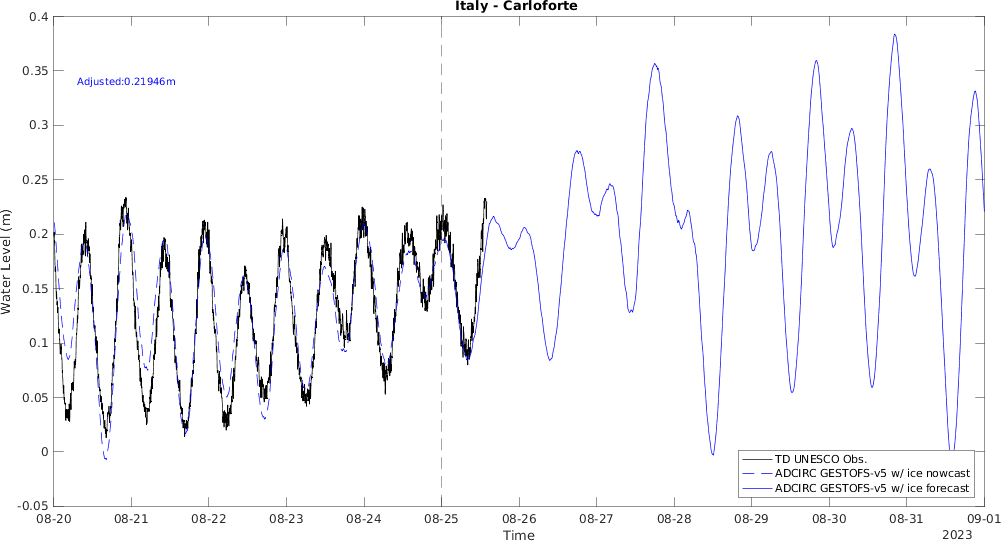 Italy - Carloforte
0.4
0.35
Adjusted:0.21946m
0.3
0.25
0.2
0.15
0.1
0.05
0
-0.05
Water Level (m)
TD UNESCO Obs.
ADCIRC GESTOFS-v5 w/ ice nowcast
ADCIRC GESTOFS-v5 w/ ice forecast
08-20 08-21 08-22 08-23 08-24 08-25 08-26 08-27 08-28 08-29 08-30 08-31 09-01
Time
2023